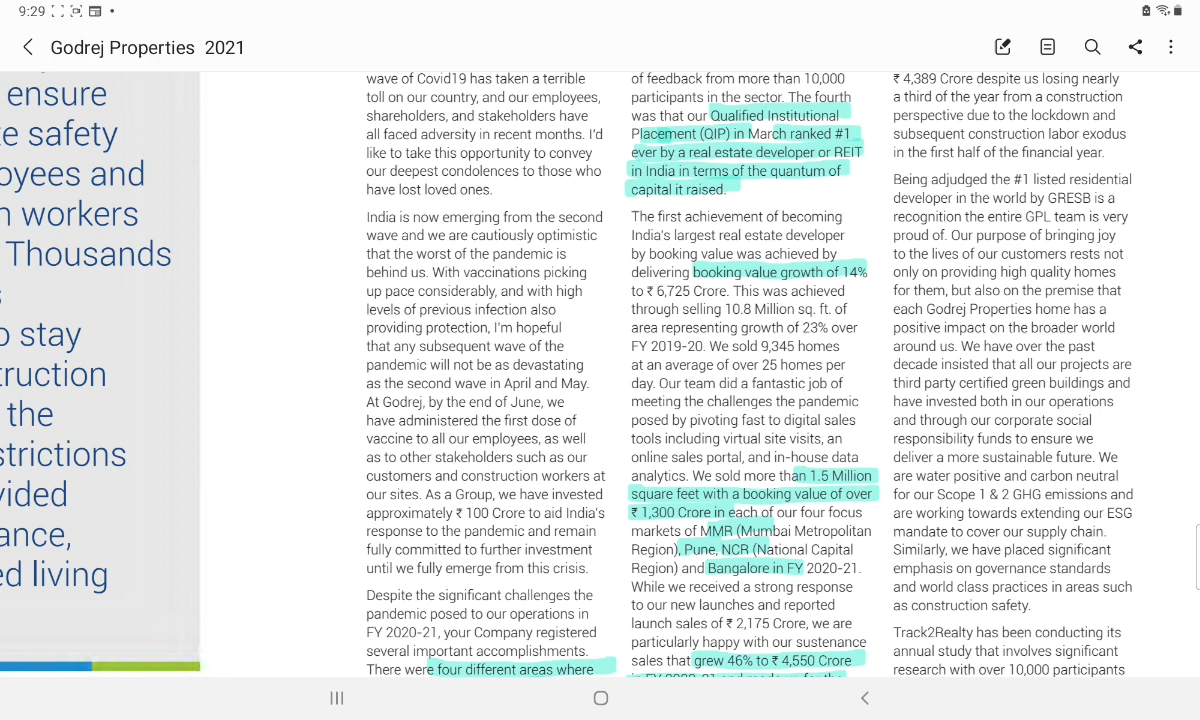 9:29
Godrej Properties 2021
ensure
te safety
oyees and
n workers
Thousands
s
o stay
truction
the
strictions
vided
ance,
ed living
wave of Covid19 has taken a terrible
toll on our country, and our employees,
shareholders, and stakeholders have
all faced adversity in recent months. I'd
like to take this opportunity to convey
our deepest condolences to those who
have lost loved ones.
India is now emerging from the second
wave and we are cautiously optimistic
that the worst of the pandemic is
behind us. With vaccinations picking
up pace considerably, and with high
levels of previous infection also
providing protection, I'm hopeful
that any subsequent wave of the
pandemic will not be as devastating
as the second wave in April and May.
At Godrej, by the end of June, we
have administered the first dose of
vaccine to all our employees, as well
as to other stakeholders such as our
customers and construction workers at
our sites. As a Group, we have invested
approximately ₹ 100 Crore to aid India's
response to the pandemic and remain
fully committed to further investment
until we fully emerge from this crisis.
Despite the significant challenges the
pandemic posed to our operations in
FY 2020-21, your Company registered
several important accomplishments.
There were four different areas where
of feedback from more than 10,000
participants in the sector. The fourth
was that our Qualified Institutional
Placement (QIP) in March ranked #1
ever by a real estate developer or REIT
in India in terms of the quantum of
capital it raised.
The first achievement of becoming
India's largest real estate developer
by booking value was achieved by
delivering booking value growth of 14%
to ₹ 6,725 Crore. This was achieved
through selling 10.8 Million sq. ft. of
area representing growth of 23% over
FY 2019-20. We sold 9,345 homes
at an average of over 25 homes per
day. Our team did a fantastic job of
meeting the challenges the pandemic
posed by pivoting fast to digital sales
tools including virtual site visits, an
online sales portal, and in-house data
analytics. We sold more than 1.5 Million
square feet with a booking value of over
₹ 1,300 Crore in each of our four focus
markets of MMR (Mumbai Metropolitan
Region), Pune, NCR (National Capital
Region) and Bangalore in FY 2020-21.
While we received a strong response
to our new launches and reported
launch sales of ₹ 2,175 Crore, we are
particularly happy with our sustenance
sales that grew 46% to ₹ 4,550 Crore
in FY 2020-21 and made up for the
₹ 4,389 Crore despite us losing nearly
a third of the year from a construction
perspective due to the lockdown and
subsequent construction labor exodus
in the first half of the financial year.
Being adjudged the #1 listed residential
developer in the world by GRESB is a
recognition the entire GPL team is very
proud of. Our purpose of bringing joy
to the lives of our customers rests not
only on providing high quality homes
for them, but also on the premise that
each Godrej Properties home has a
positive impact on the broader world
around us. We have over the past
decade insisted that all our projects are
third party certified green buildings and
have invested both in our operations
and through our corporate social
responsibility funds to ensure we
deliver a more sustainable future. We
are water positive and carbon neutral
for our Scope 1 & 2 GHG emissions and
are working towards extending our ESG
mandate to cover our supply chain.
Similarly, we have placed significant
emphasis on governance standards
and world class practices in areas such
as construction safety.
Track2Realty has been conducting its
annual study that involves significant
research with over 10,000 participants